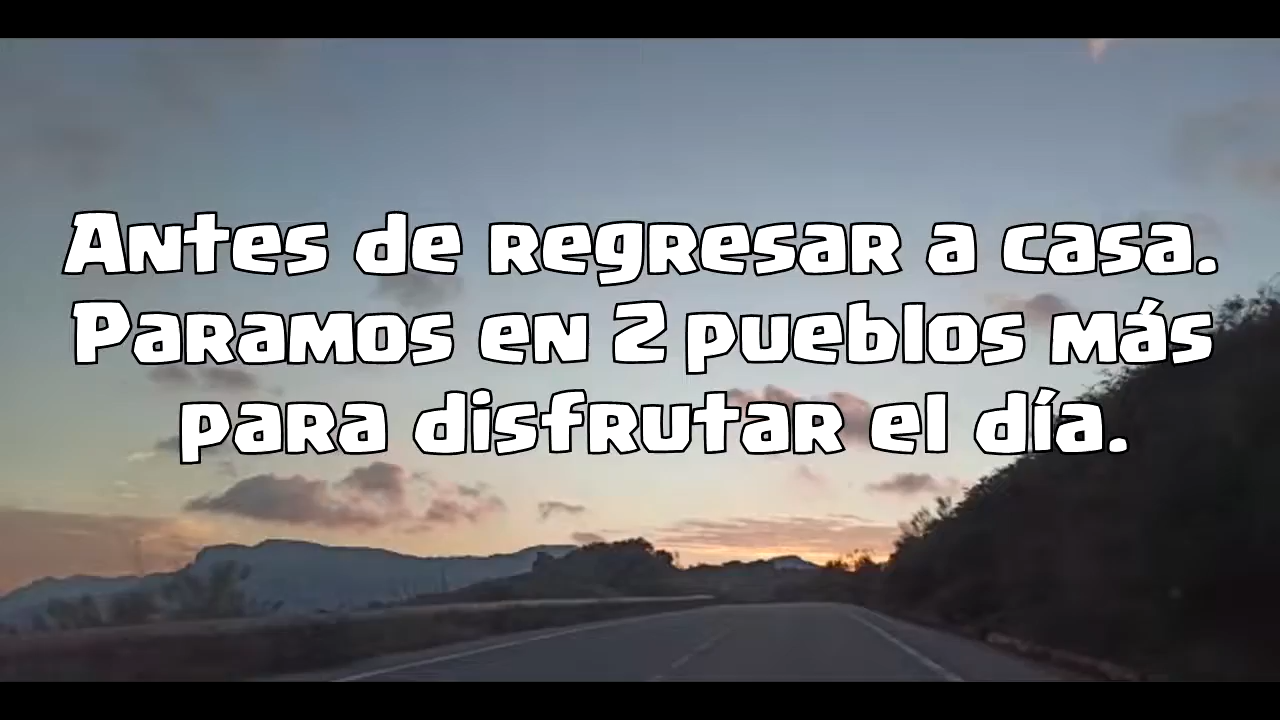 Antes de regresar a casa.
Paramos en 2 pueblos más
para disfrutar el día.